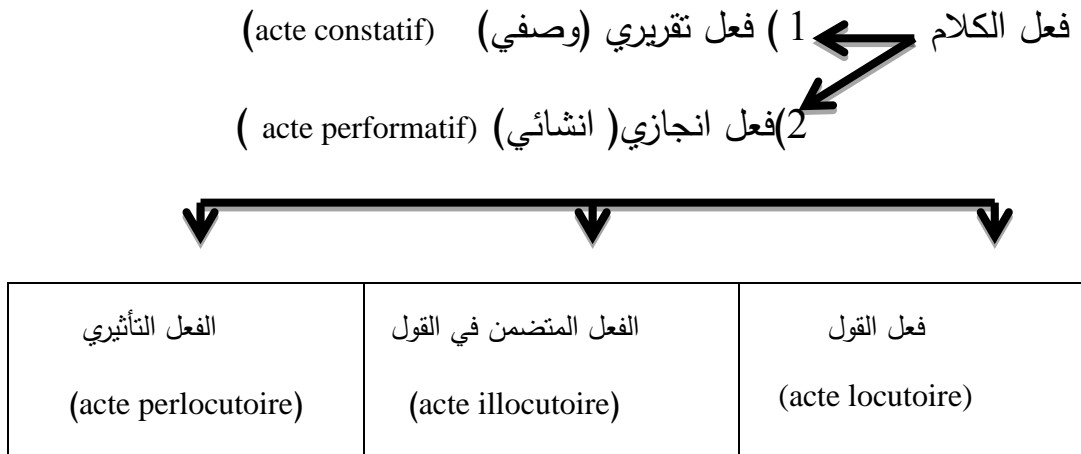 فعل الكلام 1) فعل تقريري (وصفي) (acte constatif)
2)فعل انجازي( انشائي) (acte performatif )
فعل القول
(acte locutoire)
الفعل المتضمن في القول
(acte illocutoire)
الفعل التأثيري
(acte perlocutoire)